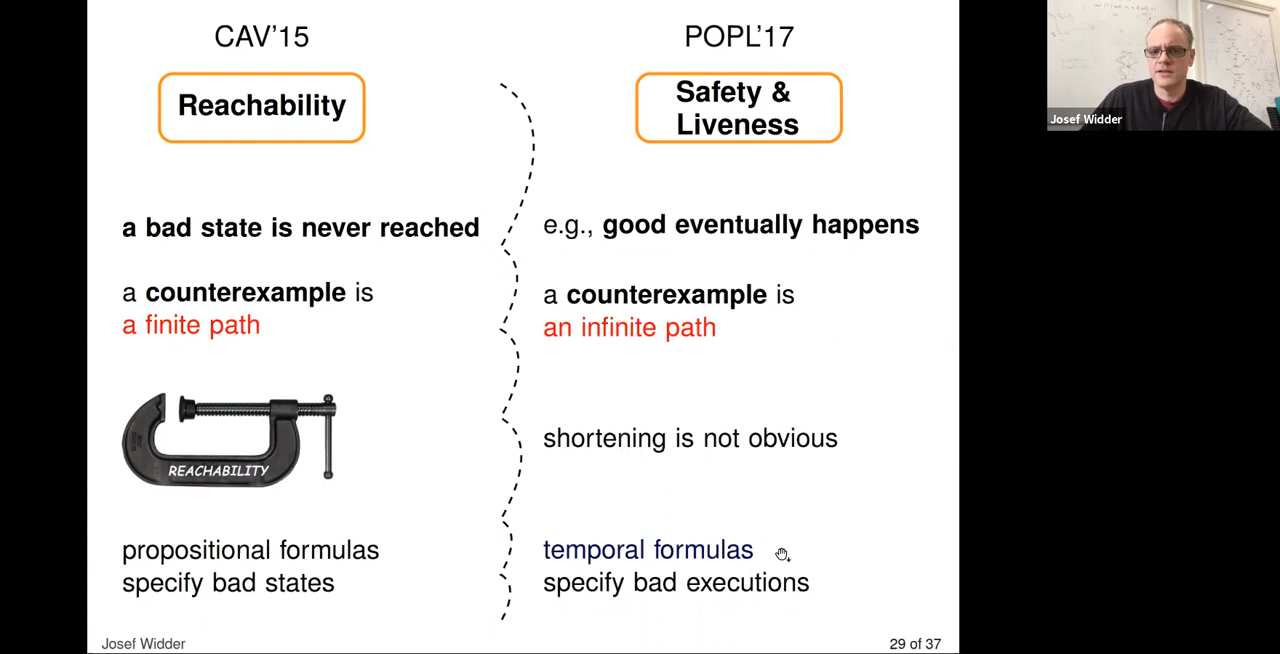 CAV'15
Reachability
a bad state is never reached
a counterexample is
a finite path
REACHABILITY
propositional formulas
specify bad states
POPL'17
Safety &
Liveness
e.g., good eventually happens
a counterexample is
an infinite path
shortening is not obvious
temporal formulas
specify bad executions
Josef Widder
29 of 37
Josef Widder